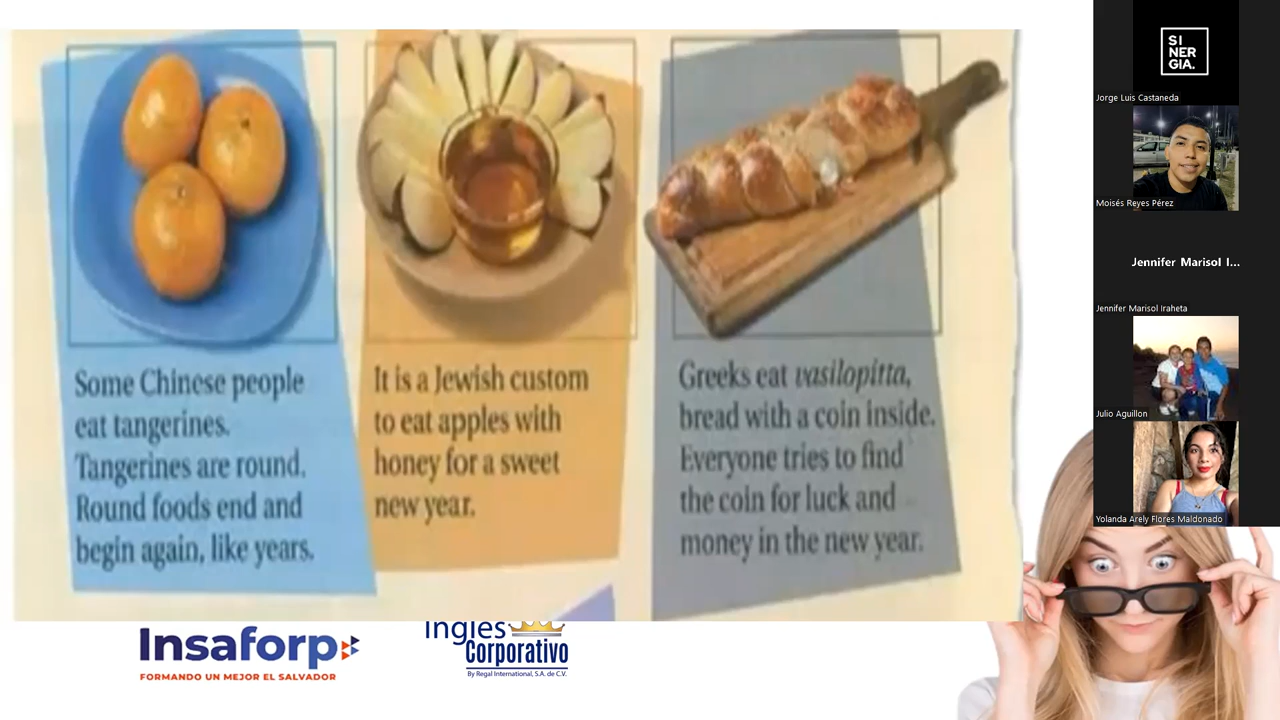 Some Chinese people
eat tangerines.
Tangerines are round.
Round foods end and
begin again, like years.
It is a Jewish custom
to eat apples with
honey for a sweet
new year.
Greeks eat vasilopitta,
bread with a coin inside.
Everyone tries to find
the coin for luck and
money in the new year.
Insaforp
FORMANDO UN MEJOR EL SALVADOR
Inglés
Corporativo
By Regal International, S.A. de C.V.
SI
NER
GIA.
Jorge Luis Castaneda
Moisés Reyes Pérez
Jennifer Marisol I...
Jennifer Marisol Iraheta
Julio Aguillon
Yolanda Arely Flores Maldonado